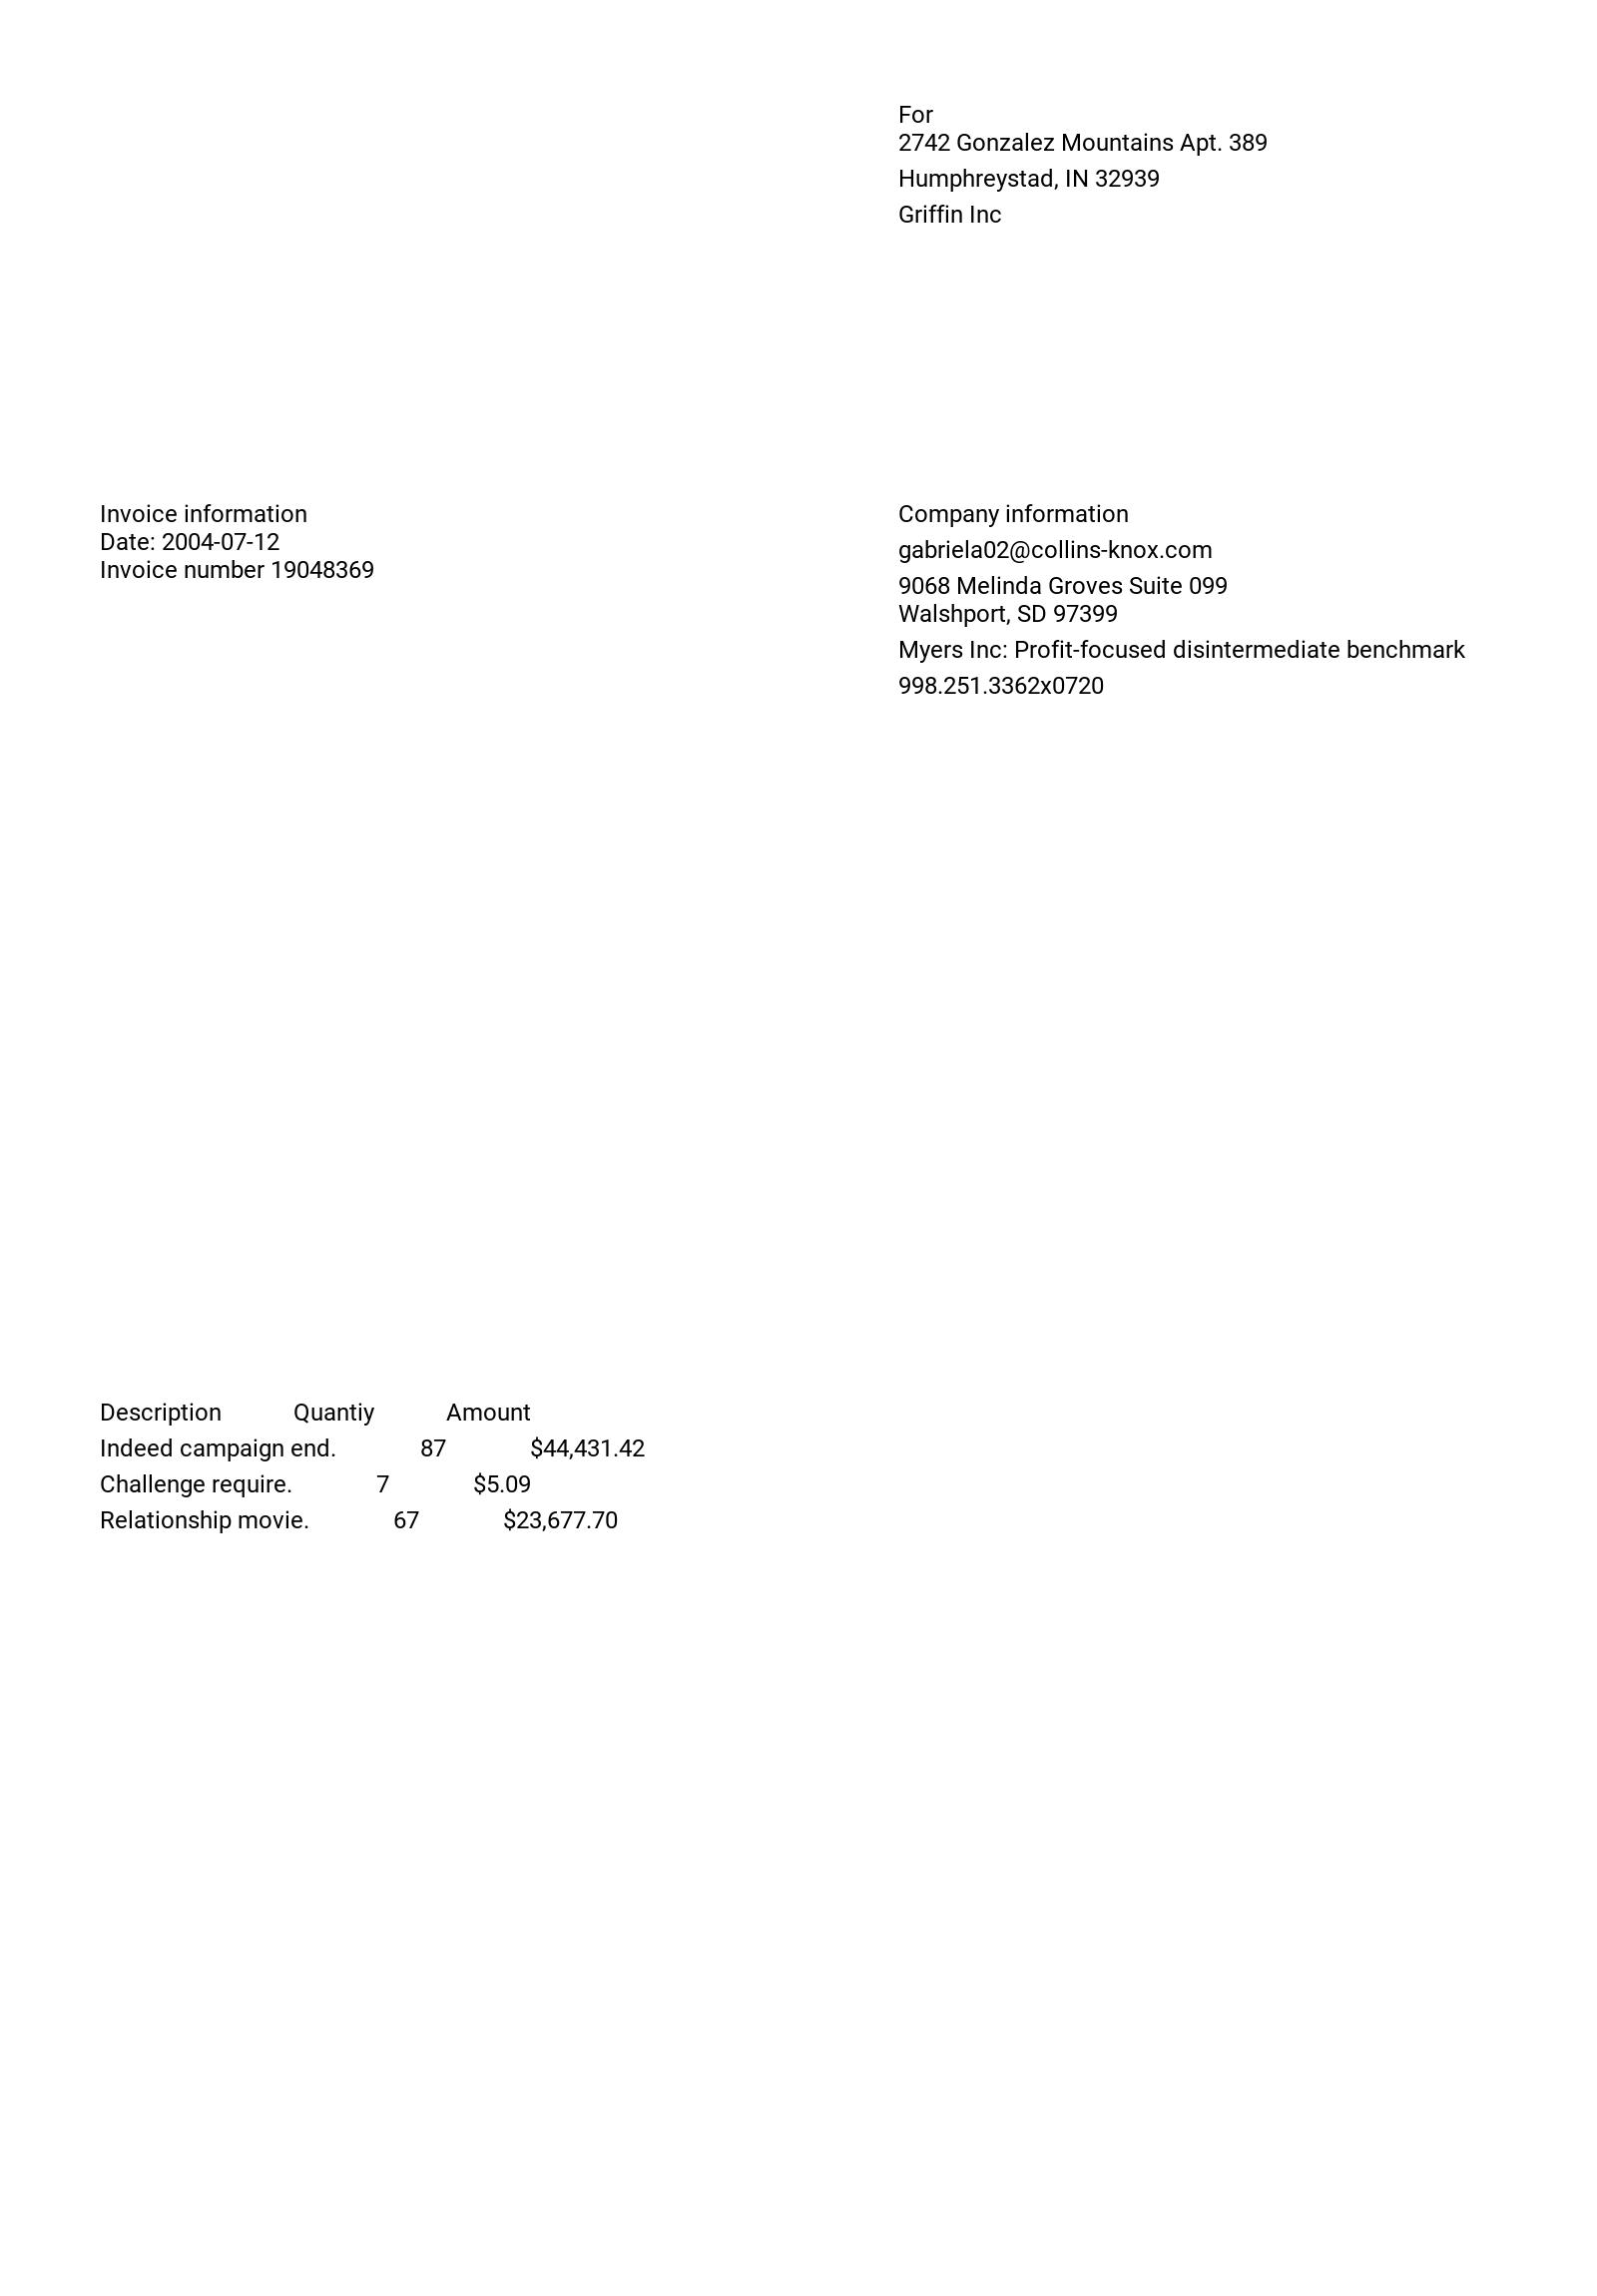 For
2742 Gonzalez Mountains Apt. 389
Humphreystad, IN 32939
Griffin Inc
Invoice information
Date: 2004-07-12
Invoice number 19048369
Company information
gabriela02@collins-knox.com
9068 Melinda Groves Suite 099
Walshport, SD 97399
Myers Inc: Profit-focused disintermediate benchmark
998.251.3362x0720
Description Quantiy Amount
Indeed campaign end. 87 $44,431.42
Challenge require. 7 $5.09
Relationship movie. 67 $23,677.70